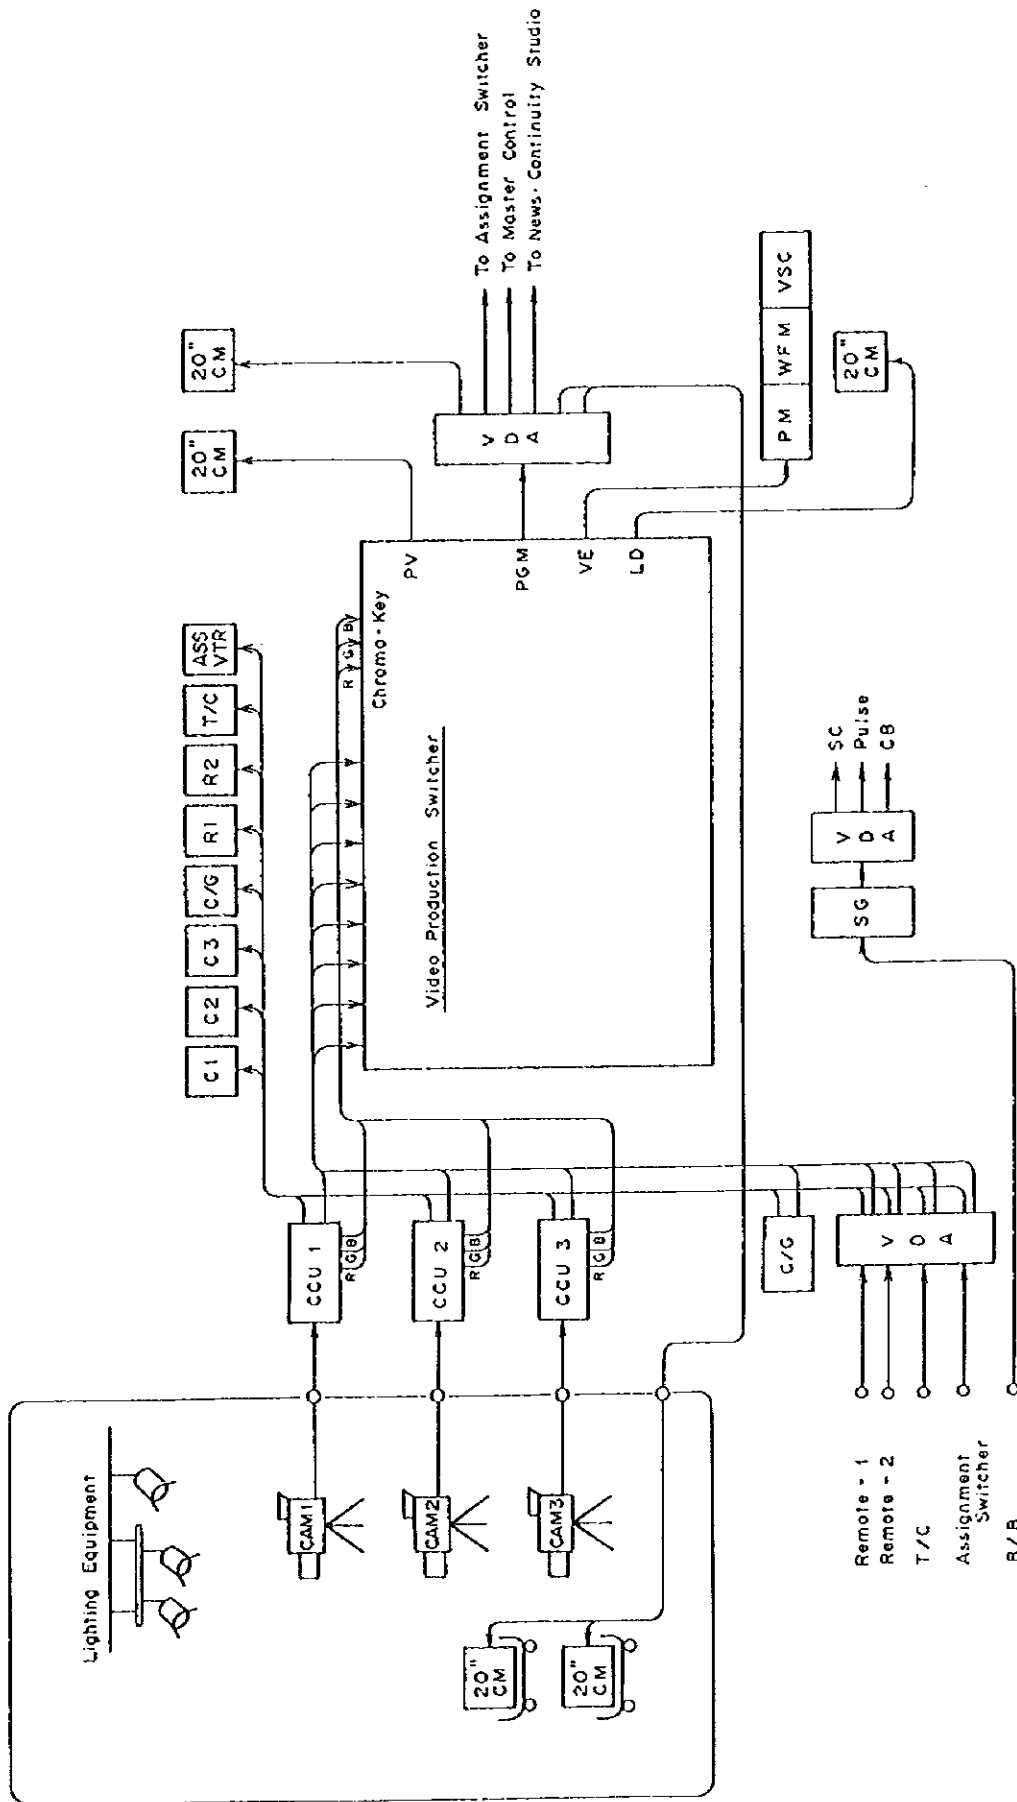 Lighting Equipment
CAM1
CAM2
CAM3
20"
CM
20"
CM
CCU 1
R G B
CCU 2
R G B
CCU 3
R G B
C/G
V
D
A
Remote - 1
Remote - 2
T/C
Assignment
Switcher
B/B
C1
C2
C3
C/G
R1
R2
T/C
ASS
VTR
Video Production Switcher
R G B
Chromo-Key
PV
PGM
VE
LD
20"
CM
20"
CM
V
D
A
To Assignment Switcher
To Master Control
To News-Continuity Studio
PM
WFM
VSC
20"
CM
SG
V
D
A
SC
Pulse
CB